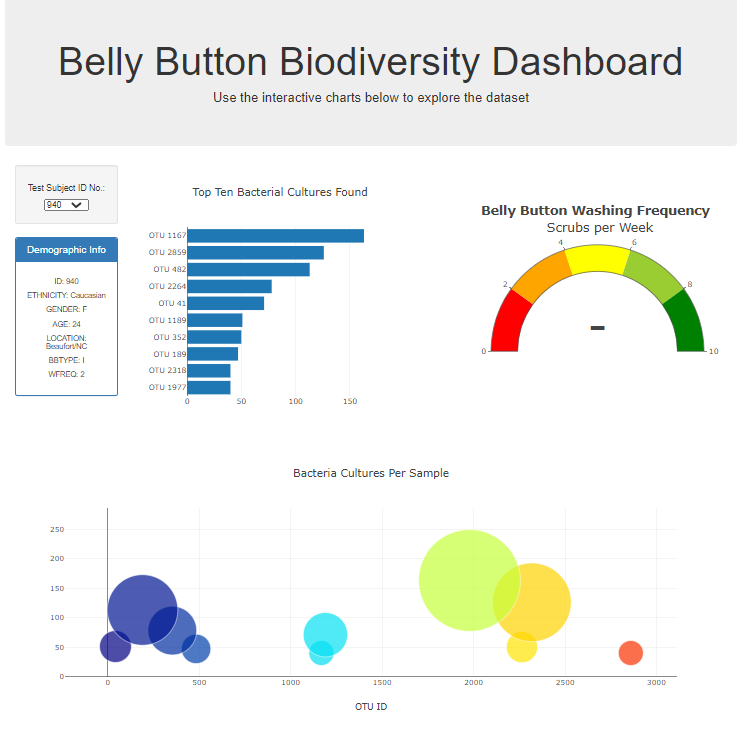 Belly Button Biodiversity Dashboard
Use the interactive charts below to explore the dataset
Test Subject ID No.:
940
Demographic Info
ID: 940
ETHNICITY: Caucasian
GENDER: F
AGE: 24
LOCATION:
Beaufort/NC
BBTYPE: I
WFREQ: 2
Top Ten Bacterial Cultures Found
OTU 1167
OTU 2859
OTU 482
OTU 2264
OTU 41
OTU 1189
OTU 352
OTU 189
OTU 2318
OTU 1977
0 50 100 150
Belly Button Washing Frequency
Scrubs per Week
0 2 4 6 8 10
-
Bacteria Cultures Per Sample
250
200
150
100
50
0
0 500 1000 1500 2000 2500 3000
OTU ID